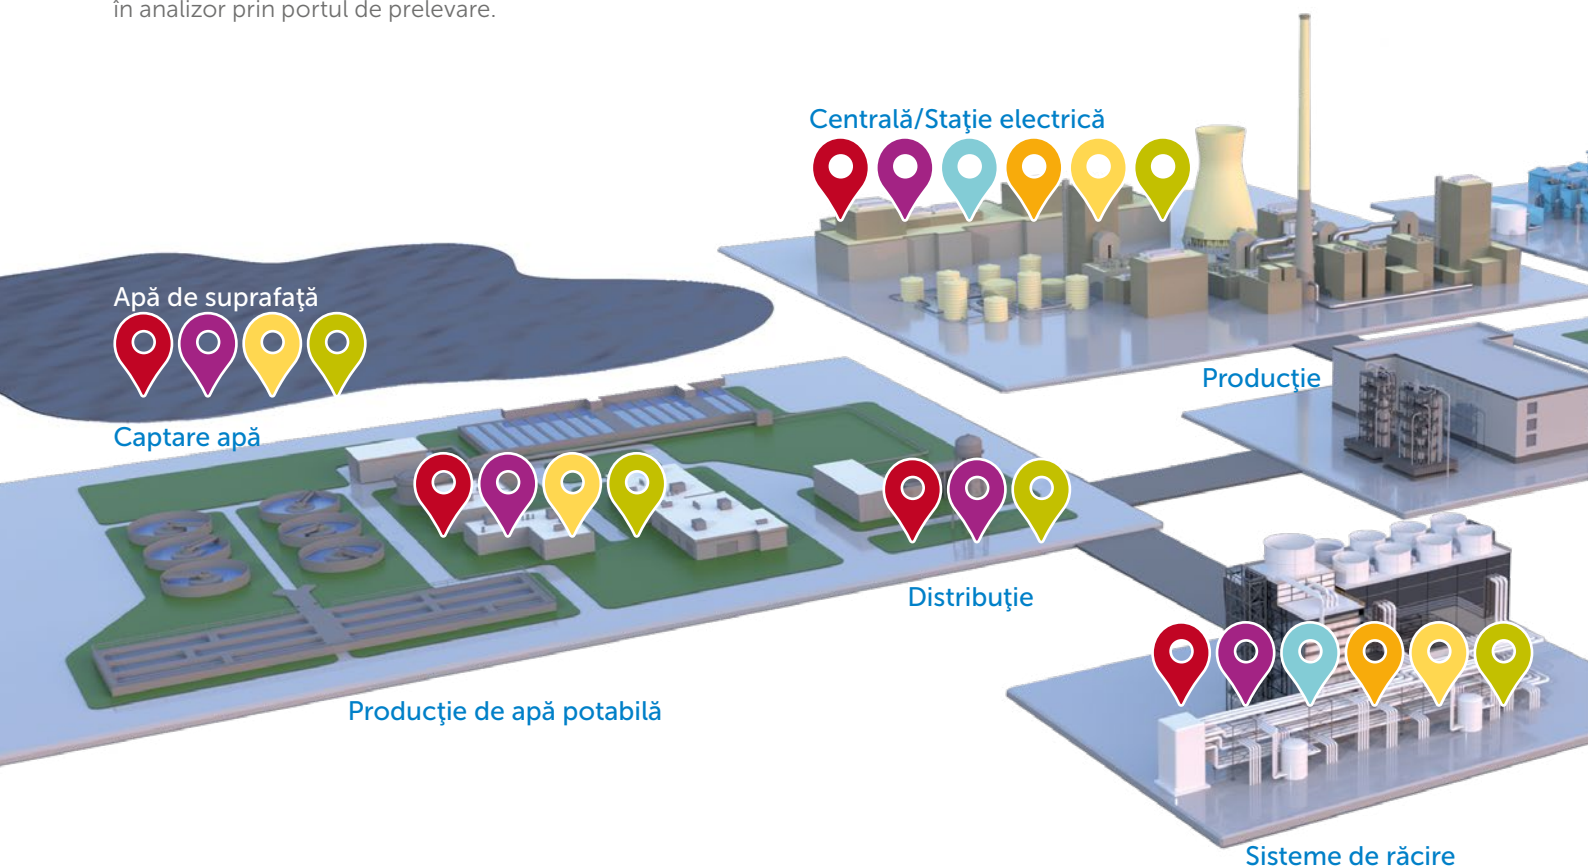 în analizor prin portul de prelevare.
Centrală/Staţie electrică
Apă de suprafaţă
Producţie
Captare apă
Distribuţie
Producţie de apă potabilă
Sisteme de răcire